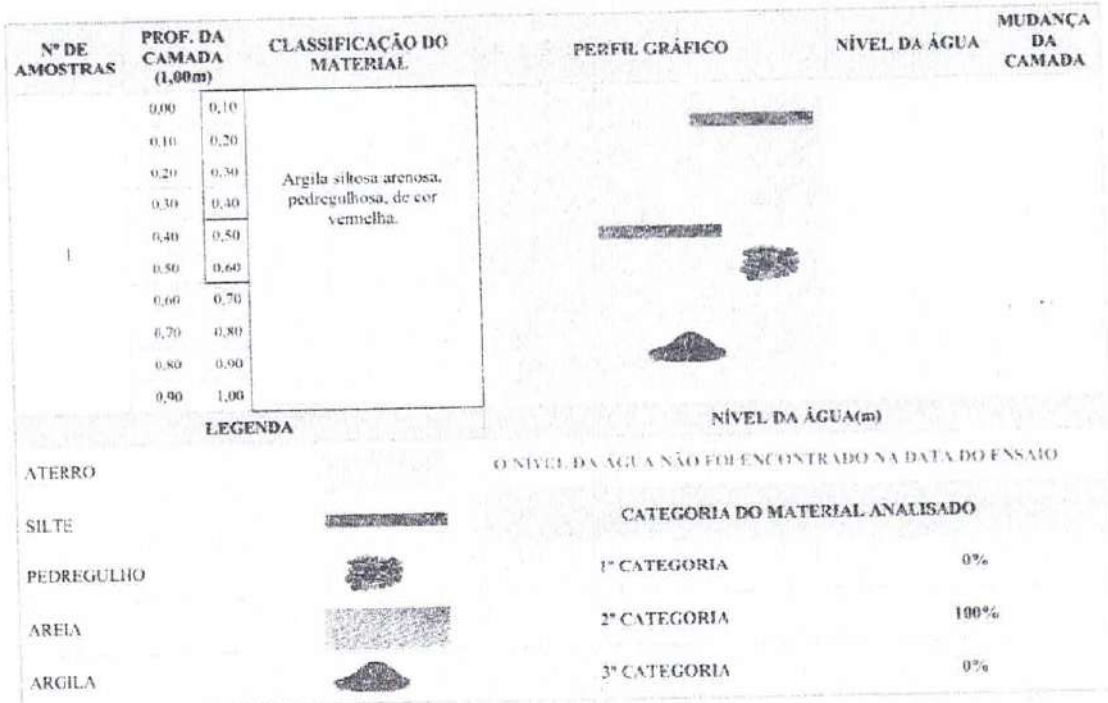 Nº DE AMOSTRAS
PROF. DA CAMADA (1,00m)
CLASSIFICAÇÃO DO MATERIAL
PERFIL GRÁFICO
NÍVEL DA ÁGUA
MUDANÇA DA CAMADA
1
0,00 0,10
0,10 0,20
0,20 0,30
0,30 0,40
0,40 0,50
0,50 0,60
0,60 0,70
0,70 0,80
0,80 0,90
0,90 1,00
Argila siltosa arenosa,
pedregulhosa, de cor
vermelha.
LEGENDA
NÍVEL DA ÁGUA(m)
ATERRO
O NÍVEL DA ÁGUA NÃO FOI ENCONTRADO NA DATA DO ENSAIO
SILTE
CATEGORIA DO MATERIAL ANALISADO
PEDREGULHO
1ª CATEGORIA 0%
AREIA
2ª CATEGORIA 100%
ARGILA
3ª CATEGORIA 0%